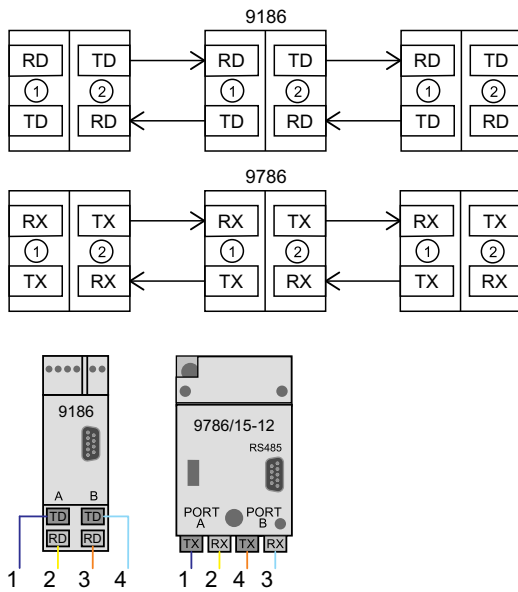 9186
RD TD RD TD RD TD
1 2 1 2 1 2
TD RD TD RD TD RD
9786
RX TX RX TX RX TX
1 2 1 2 1 2
TX RX TX RX TX RX
9186
A B
TD TD
RD RD
1 2 3 4
9786/15-12
RS485
PORT A PORT B
TX RX TX RX
1 2 4 3